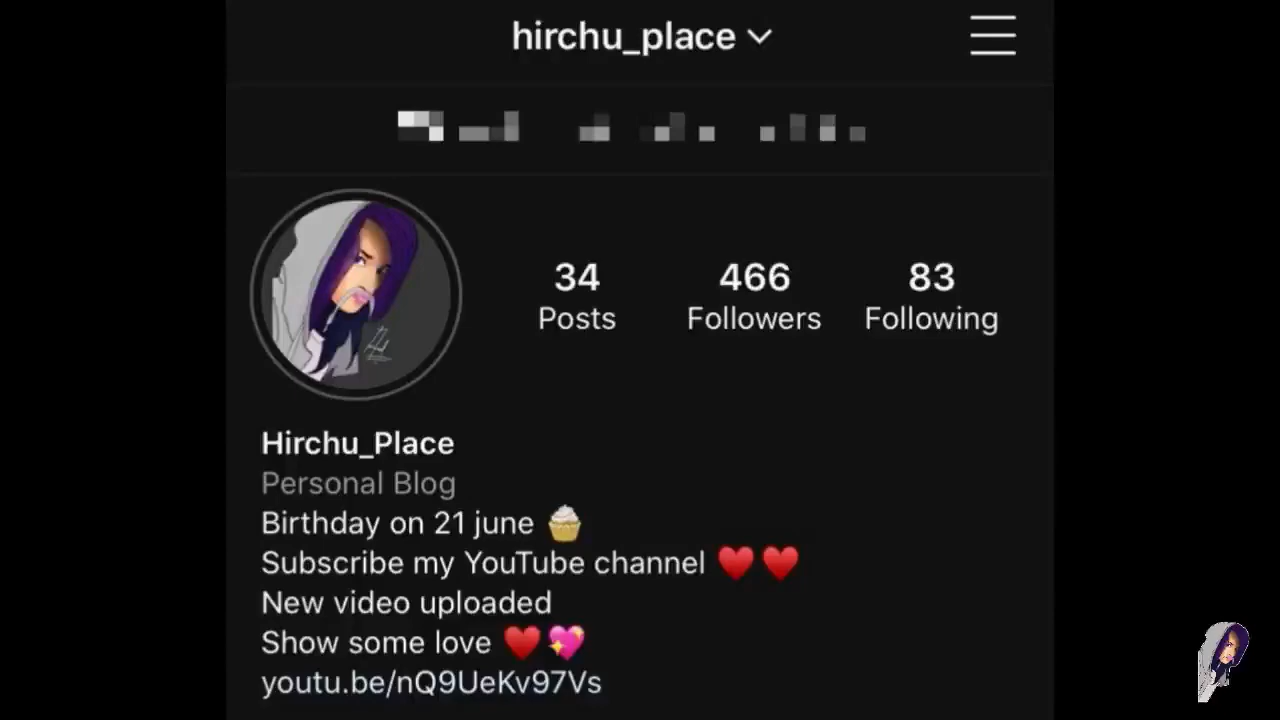 hirchu_place
34 466 83
Posts Followers Following
Hirchu_Place
Personal Blog
Birthday on 21 june 🧁
Subscribe my YouTube channel ♥️♥️
New video uploaded
Show some love ♥️💖
youtu.be/nQ9UeKv97Vs